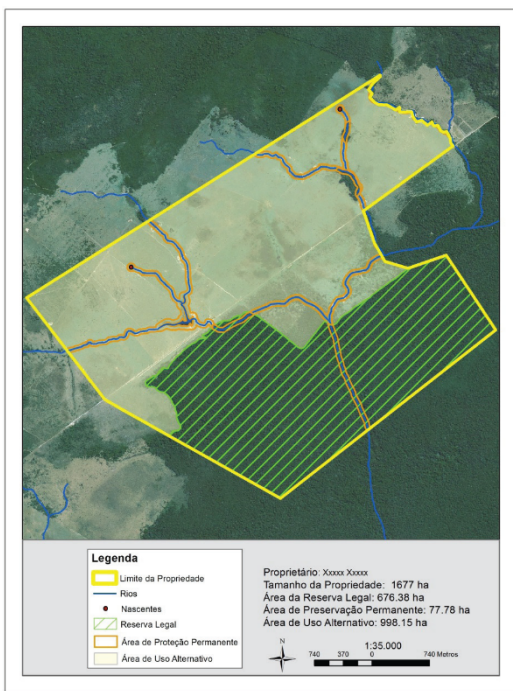 Legenda
Limite da Propriedade
Rios
Nascentes
Reserva Legal
Área de Proteção Permanente
Área de Uso Alternativo
Proprietário: Xxxxx Xxxxx
Tamanho da Propriedade: 1677 ha
Área da Reserva Legal: 676.38 ha
Área de Preservação Permanente: 77.78 ha
Área de Uso Alternativo: 998.15 ha
N
1:35.000
740 370 0 740 Metros